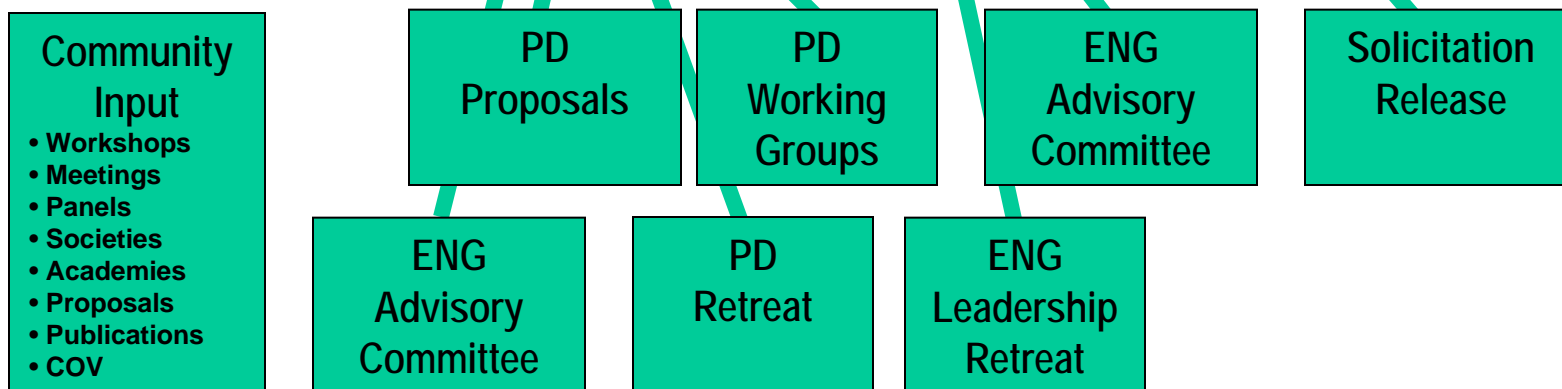 Community
Input
• Workshops
• Meetings
• Panels
• Societies
• Academies
• Proposals
• Publications
• COV
PD
Proposals
PD
Working
Groups
ENG
Advisory
Committee
Solicitation
Release
ENG
Advisory
Committee
PD
Retreat
ENG
Leadership
Retreat